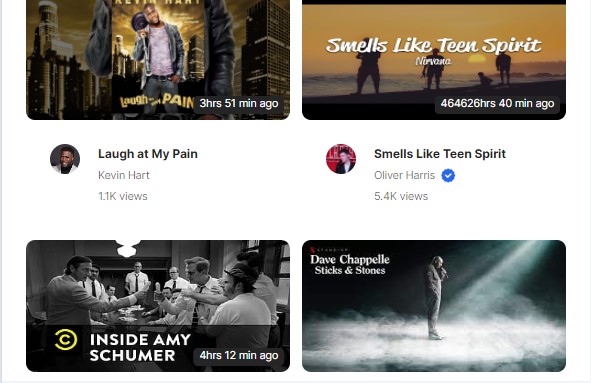 KEVIN HART
Laugh at my PAIN
3hrs 51 min ago
Smells Like Teen Spirit
Nirvana
464626hrs 40 min ago
Laugh at My Pain
Kevin Hart
1.1K views
Smells Like Teen Spirit
Oliver Harris
5.4K views
INSIDE AMY
SCHUMER
4hrs 12 min ago
STAND-UP
Dave Chappelle
Sticks & Stones